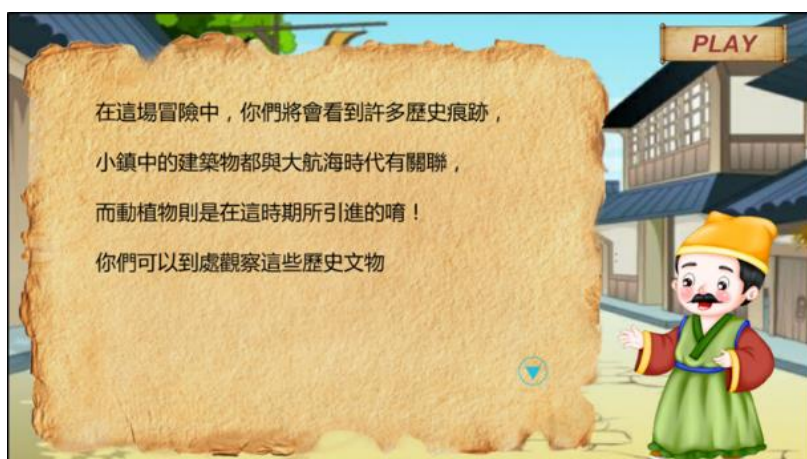 PLAY
在這場冒險中，你們將會看到許多歷史痕跡，
小鎮中的建築物都與大航海時代有關聯，
而動植物則是在這時期所引進的唷！
你們可以到處觀察這些歷史文物